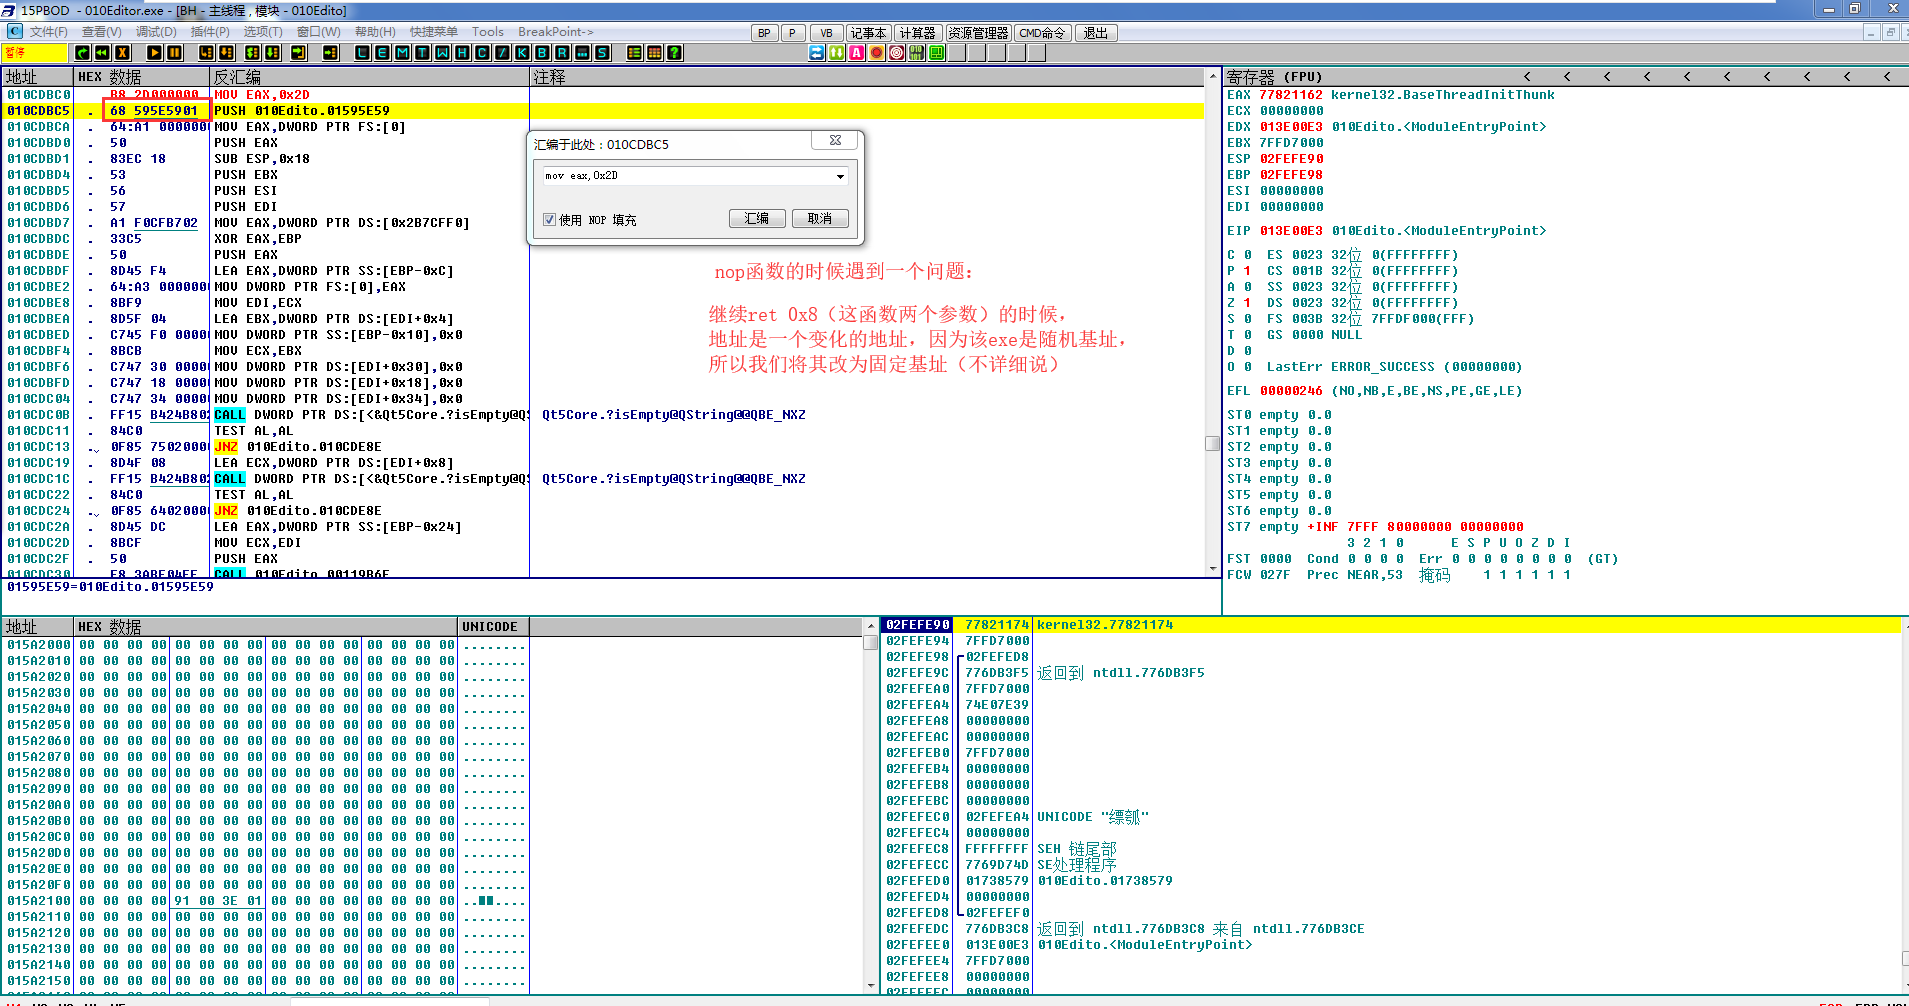 15PBOD - 010Editor.exe - [BH - 主线程, 模块 - 010Edito]
文件(F) 查看(V) 调试(D) 插件(P) 选项(T) 窗口(W) 帮助(H) 快捷菜单 Tools BreakPoint-> BP P VB 记事本 计算器 资源管理器 CMD命令 退出
暂停 L E M T W H C / K B R ... S ?
地址 HEX 数据 反汇编 注释
010CDBC0 B8 2D000000 MOV EAX,0x2D
010CDBC5 . 68 595E5901 PUSH 010Edito.01595E59
010CDBCA . 64:A1 0000000 MOV EAX,DWORD PTR FS:[0]
010CDBD0 . 50 PUSH EAX
010CDBD1 . 83EC 18 SUB ESP,0x18
010CDBD4 . 53 PUSH EBX
010CDBD5 . 56 PUSH ESI
010CDBD6 . 57 PUSH EDI
010CDBD7 . A1 F0CFB702 MOV EAX,DWORD PTR DS:[0x2B7CFF0]
010CDBDC . 33C5 XOR EAX,EBP
010CDBDE . 50 PUSH EAX
010CDBDF . 8D45 F4 LEA EAX,DWORD PTR SS:[EBP-0xC]
010CDBE2 . 64:A3 0000000 MOV DWORD PTR FS:[0],EAX
010CDBE8 . 8BF9 MOV EDI,ECX
010CDBEA . 8D5F 04 LEA EBX,DWORD PTR DS:[EDI+0x4]
010CDBED . C745 F0 0000 MOV DWORD PTR SS:[EBP-0x10],0x0
010CDBF4 . 8BCB MOV ECX,EBX
010CDBF6 . C747 30 0000 MOV DWORD PTR DS:[EDI+0x30],0x0
010CDBFD . C747 18 0000 MOV DWORD PTR DS:[EDI+0x18],0x0
010CDC04 . C747 34 0000 MOV DWORD PTR DS:[EDI+0x34],0x0
010CDC0B . FF15 B424B802 CALL DWORD PTR DS:[<&Qt5Core.?isEmpty@QS Qt5Core.?isEmpty@QString@@QBE_NXZ
010CDC11 . 84C0 TEST AL,AL
010CDC13 . 0F85 75020000 JNZ 010Edito.010CDE8E
010CDC19 . 8D4F 08 LEA ECX,DWORD PTR DS:[EDI+0x8]
010CDC1C . FF15 B424B802 CALL DWORD PTR DS:[<&Qt5Core.?isEmpty@QS Qt5Core.?isEmpty@QString@@QBE_NXZ
010CDC22 . 84C0 TEST AL,AL
010CDC24 . 0F85 64020000 JNZ 010Edito.010CDE8E
010CDC2A . 8D45 DC LEA EAX,DWORD PTR SS:[EBP-0x24]
010CDC2D . 8BCF MOV ECX,EDI
010CDC2F . 50 PUSH EAX
010CDC30 . E8 3ABF04FF CALL 010Edito.00119B6F
01595E59=010Edito.01595E59
汇编于此处：010CDBC5
mov eax,0x2D
使用 NOP 填充 汇编 取消
nop函数的时候遇到一个问题：
继续ret 0x8（这函数两个参数）的时候，
地址是一个变化的地址，因为该exe是随机基址，
所以我们将其改为固定基址（不详细说）
寄存器 (FPU) < < < < < < < < < <
EAX 77821162 kernel32.BaseThreadInitThunk
ECX 00000000
EDX 013E00E3 010Edito.<ModuleEntryPoint>
EBX 7FFD7000
ESP 02FEFE90
EBP 02FEFE98
ESI 00000000
EDI 00000000
EIP 013E00E3 010Edito.<ModuleEntryPoint>
C 0 ES 0023 32位 0(FFFFFFFF)
P 1 CS 001B 32位 0(FFFFFFFF)
A 0 SS 0023 32位 0(FFFFFFFF)
Z 1 DS 0023 32位 0(FFFFFFFF)
S 0 FS 003B 32位 7FFDF000(FFF)
T 0 GS 0000 NULL
D 0
O 0 LastErr ERROR_SUCCESS (00000000)
EFL 00000246 (NO,NB,E,BE,NS,PE,GE,LE)
ST0 empty 0.0
ST1 empty 0.0
ST2 empty 0.0
ST3 empty 0.0
ST4 empty 0.0
ST5 empty 0.0
ST6 empty 0.0
ST7 empty +INF 7FFF 80000000 00000000
3 2 1 0 E S P U O Z D I
FST 0000 Cond 0 0 0 0 Err 0 0 0 0 0 0 0 0 (GT)
FCW 027F Prec NEAR,53 掩码 1 1 1 1 1 1
地址 HEX 数据 UNICODE
015A2000 00 00 00 00 00 00 00 00 00 00 00 00 00 00 00 00 ........
015A2010 00 00 00 00 00 00 00 00 00 00 00 00 00 00 00 00 ........
015A2020 00 00 00 00 00 00 00 00 00 00 00 00 00 00 00 00 ........
015A2030 00 00 00 00 00 00 00 00 00 00 00 00 00 00 00 00 ........
015A2040 00 00 00 00 00 00 00 00 00 00 00 00 00 00 00 00 ........
015A2050 00 00 00 00 00 00 00 00 00 00 00 00 00 00 00 00 ........
015A2060 00 00 00 00 00 00 00 00 00 00 00 00 00 00 00 00 ........
015A2070 00 00 00 00 00 00 00 00 00 00 00 00 00 00 00 00 ........
015A2080 00 00 00 00 00 00 00 00 00 00 00 00 00 00 00 00 ........
015A2090 00 00 00 00 00 00 00 00 00 00 00 00 00 00 00 00 ........
015A20A0 00 00 00 00 00 00 00 00 00 00 00 00 00 00 00 00 ........
015A20B0 00 00 00 00 00 00 00 00 00 00 00 00 00 00 00 00 ........
015A20C0 00 00 00 00 00 00 00 00 00 00 00 00 00 00 00 00 ........
015A20D0 00 00 00 00 00 00 00 00 00 00 00 00 00 00 00 00 ........
015A20E0 00 00 00 00 00 00 00 00 00 00 00 00 00 00 00 00 ........
015A20F0 00 00 00 00 00 00 00 00 00 00 00 00 00 00 00 00 ........
015A2100 00 00 00 00 91 00 3E 01 00 00 00 00 00 00 00 00 ..■■....
015A2110 00 00 00 00 00 00 00 00 00 00 00 00 00 00 00 00 ........
015A2120 00 00 00 00 00 00 00 00 00 00 00 00 00 00 00 00 ........
015A2130 00 00 00 00 00 00 00 00 00 00 00 00 00 00 00 00 ........
015A2140 00 00 00 00 00 00 00 00 00 00 00 00 00 00 00 00 ........
015A2150 00 00 00 00 00 00 00 00 00 00 00 00 00 00 00 00 ........
02FEFE90 77821174 kernel32.77821174
02FEFE94 7FFD7000
02FEFE98 02FEFED8
02FEFE9C 776DB3F5 返回到 ntdll.776DB3F5
02FEFEA0 7FFD7000
02FEFEA4 74E07E39
02FEFEA8 00000000
02FEFEAC 00000000
02FEFEB0 7FFD7000
02FEFEB4 00000000
02FEFEB8 00000000
02FEFEBC 00000000
02FEFEC0 02FEFEA4 UNICODE "缥瓠"
02FEFEC4 00000000
02FEFEC8 FFFFFFFF SEH 链尾部
02FEFECC 7769D74D SE处理程序
02FEFED0 01738579 010Edito.01738579
02FEFED4 00000000
02FEFED8 02FEFEF0
02FEFEDC 776DB3C8 返回到 ntdll.776DB3C8 来自 ntdll.776DB3CE
02FEFEE0 013E00E3 010Edito.<ModuleEntryPoint>
02FEFEE4 7FFD7000
02FEFEE8 00000000
02FEFEEC 00000000